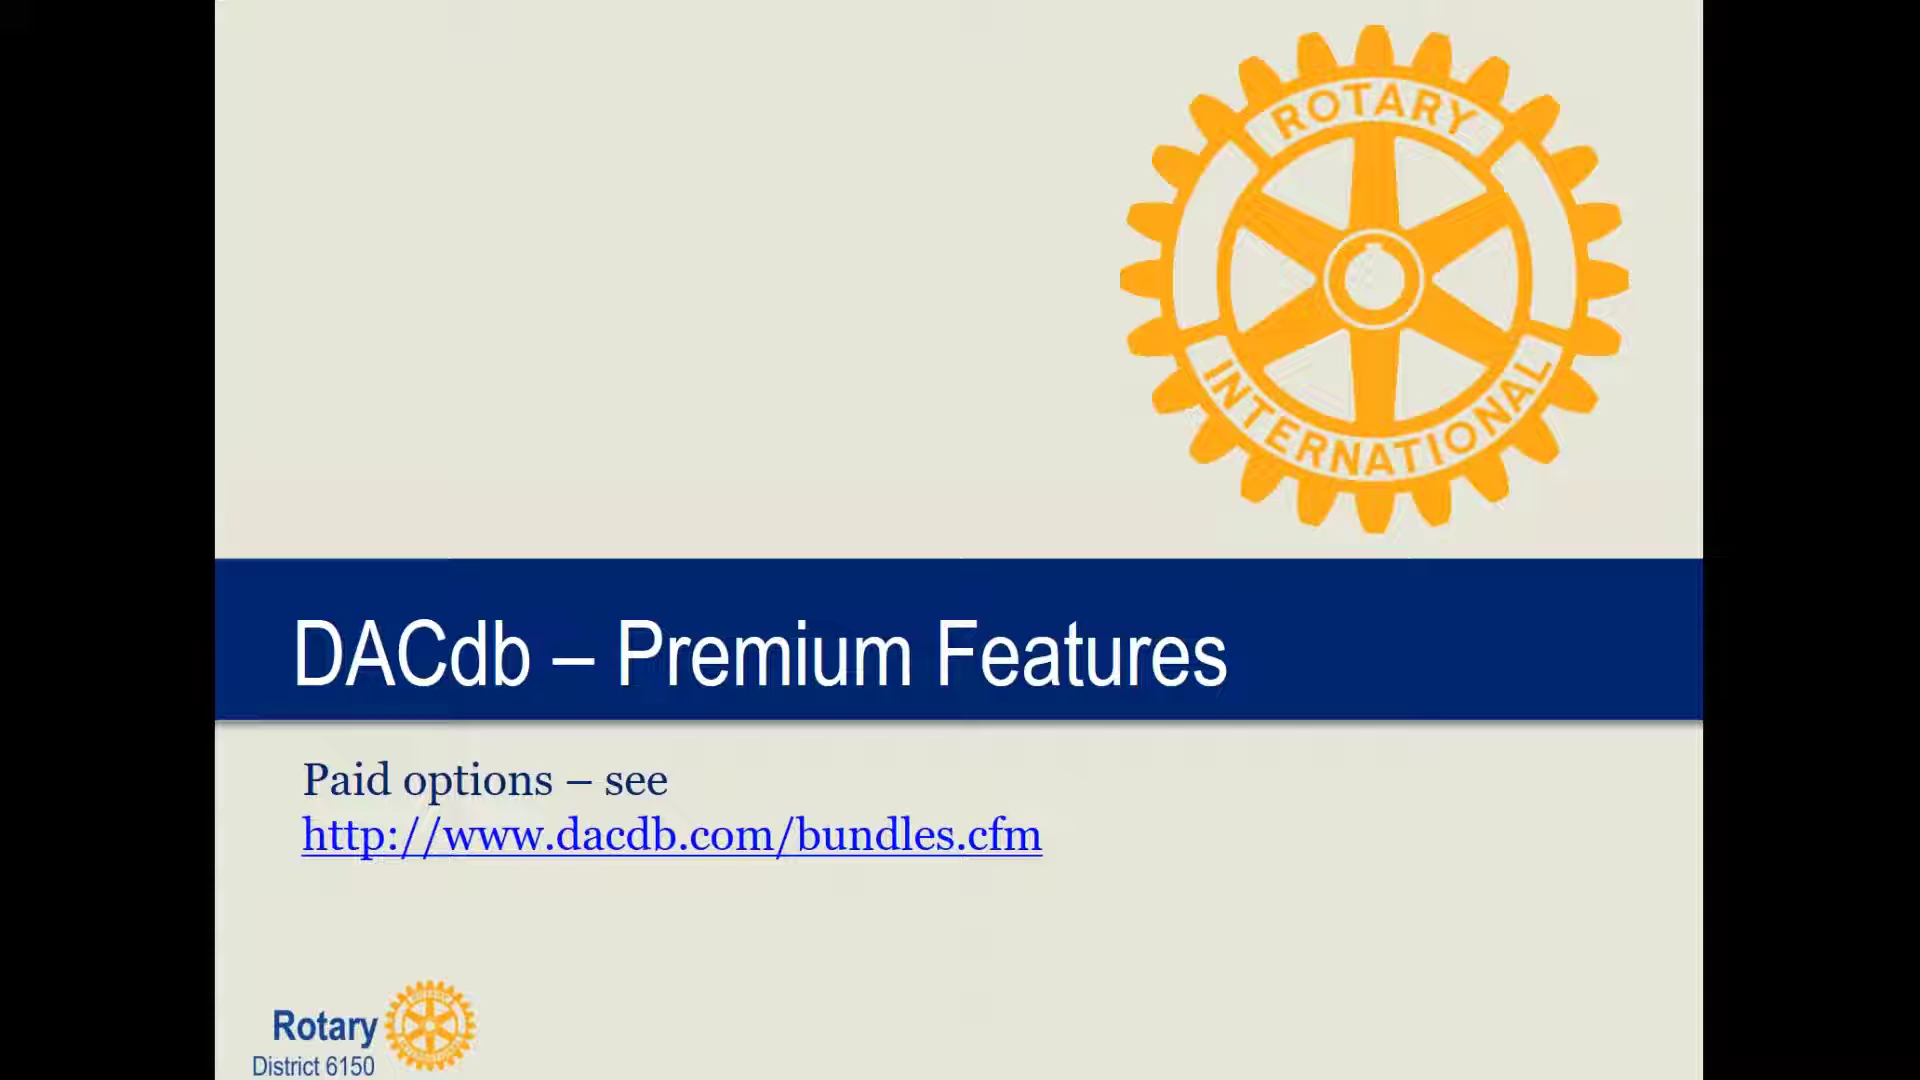 ROTARY
INTERNATIONAL
DACdb – Premium Features
Paid options – see
http://www.dacdb.com/bundles.cfm
Rotary
District 6150